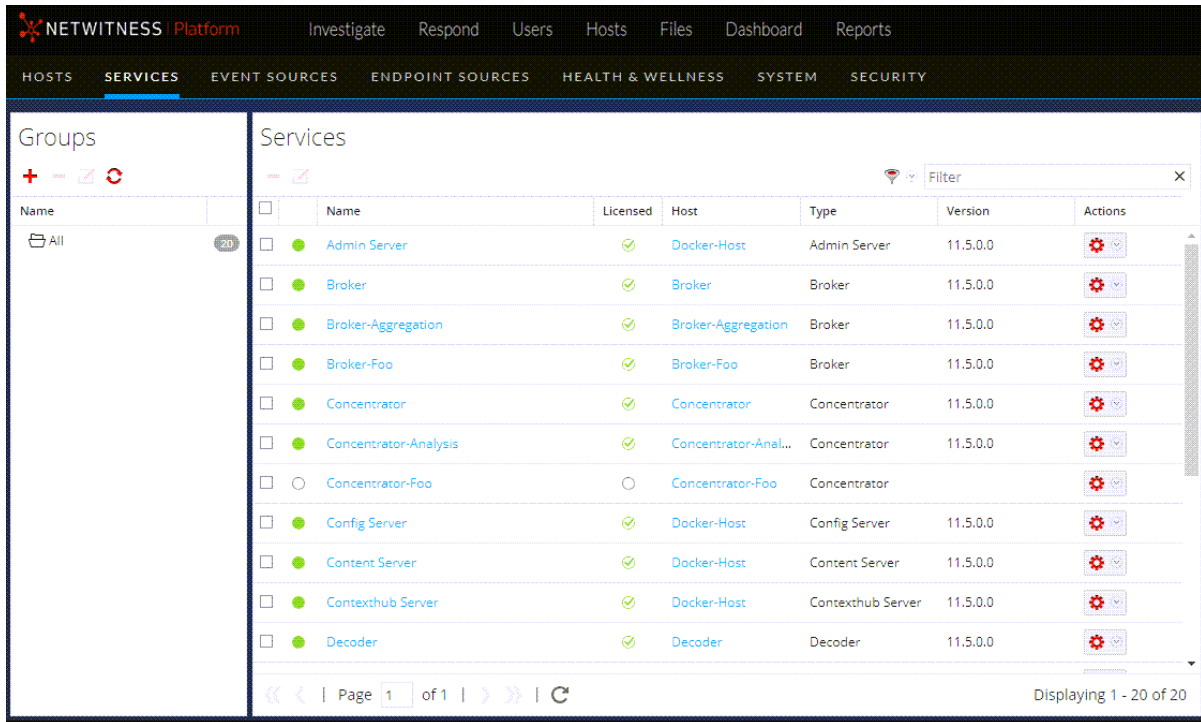 NETWITNESS | Platform Investigate Respond Users Hosts Files Dashboard Reports
HOSTS SERVICES EVENT SOURCES ENDPOINT SOURCES HEALTH & WELLNESS SYSTEM SECURITY
Groups
Name
All 20
Services
Filter
Name Licensed Host Type Version Actions
Admin Server Docker-Host Admin Server 11.5.0.0
Broker Broker Broker 11.5.0.0
Broker-Aggregation Broker-Aggregation Broker 11.5.0.0
Broker-Foo Broker-Foo Broker 11.5.0.0
Concentrator Concentrator Concentrator 11.5.0.0
Concentrator-Analysis Concentrator-Anal... Concentrator 11.5.0.0
Concentrator-Foo Concentrator-Foo Concentrator
Config Server Docker-Host Config Server 11.5.0.0
Content Server Docker-Host Content Server 11.5.0.0
Contexthub Server Docker-Host Contexthub Server 11.5.0.0
Decoder Decoder Decoder 11.5.0.0
| Page 1 of 1 | | Displaying 1 - 20 of 20